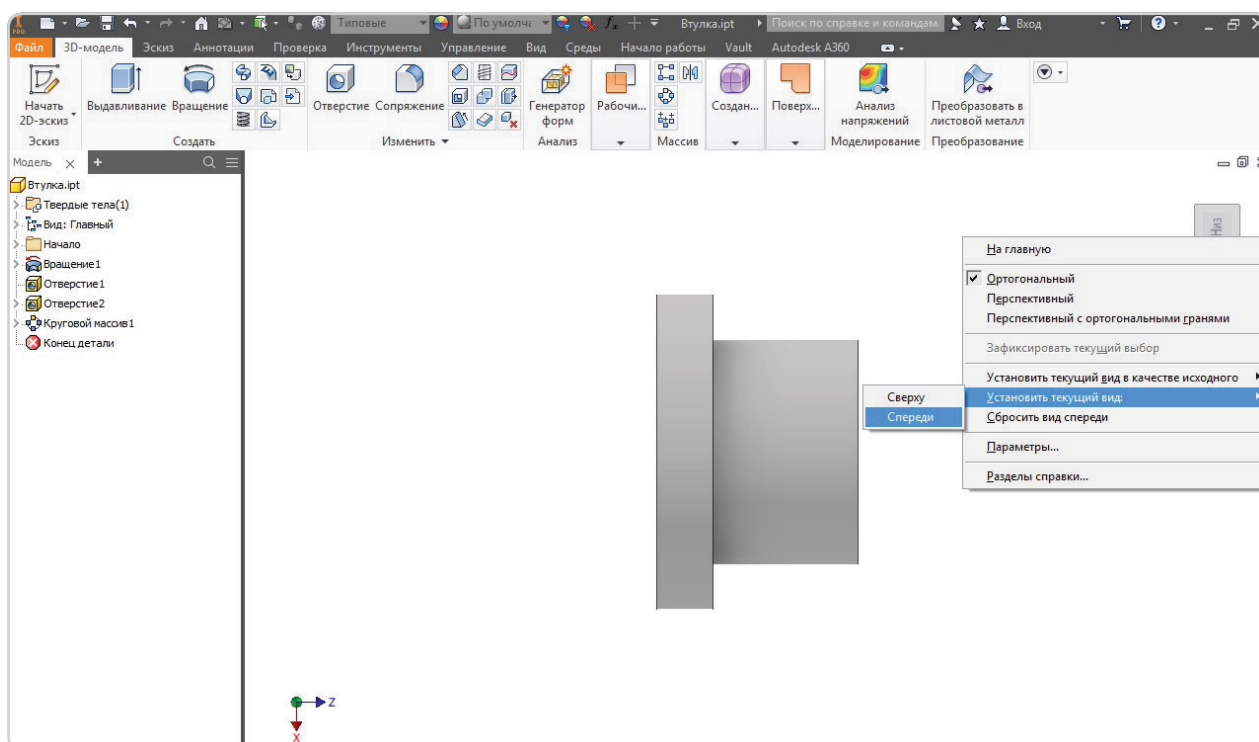 PRO Типовые По умолча Втулка.ipt Поиск по справке и командам. Вход
Файл 3D-модель Эскиз Аннотации Проверка Инструменты Управление Вид Среды Начало работы Vault Autodesk A360
Начать 2D-эскиз
Выдавливание Вращение
Отверстие Сопряжение
Генератор форм
Рабочи...
Создан...
Поверх...
Анализ напряжений
Преобразовать в листовой металл
Эскиз Создать Изменить Анализ Массив Моделирование Преобразование
Модель
Втулка.ipt
Твердые тела(1)
Вид: Главный
Начало
Вращение1
Отверстие1
Отверстие2
Круговой массив1
Конец детали
Низ
На главную
Ортогональный
Перспективный
Перспективный с ортогональными гранями
Зафиксировать текущий выбор
Установить текущий вид в качестве исходного
Установить текущий вид:
Сбросить вид спереди
Параметры...
Разделы справки...
Сверху
Спереди
Z
X